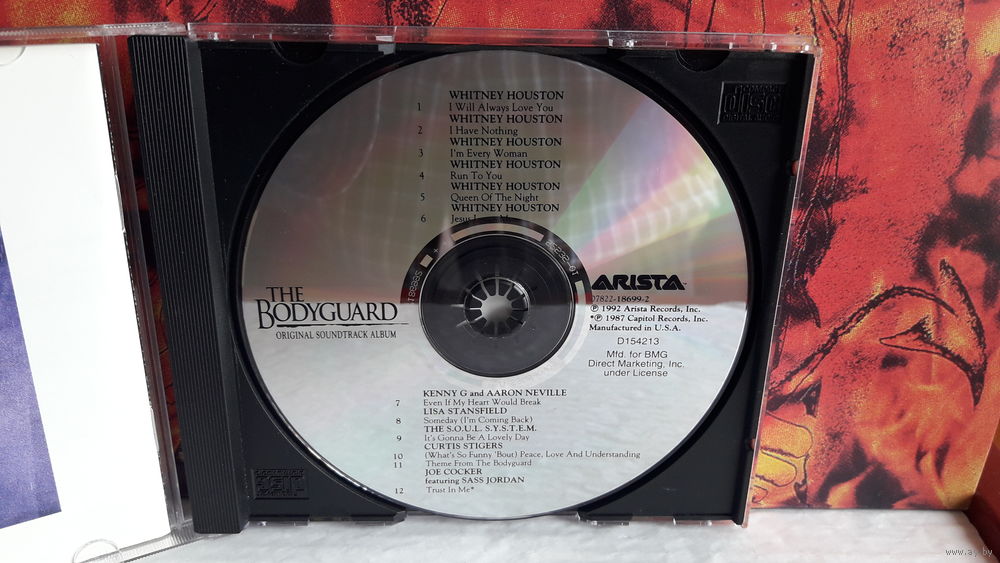 WHITNEY HOUSTON
1 I Will Always Love You
WHITNEY HOUSTON
2 I Have Nothing
WHITNEY HOUSTON
3 I'm Every Woman
WHITNEY HOUSTON
4 Run To You
WHITNEY HOUSTON
5 Queen Of The Night
WHITNEY HOUSTON
6 Jesus
THE
BODYGUARD
ORIGINAL SOUNDTRACK ALBUM
ARISTA
07822-18699-2
℗ 1992 Arista Records, Inc.
*℗ 1987 Capitol Records, Inc.
Manufactured in U.S.A.
D154213
Mfd. for BMG
Direct Marketing, Inc.
under License
KENNY G and AARON NEVILLE
7 Even If My Heart Would Break
LISA STANSFIELD
8 Someday (I'm Coming Back)
THE S.O.U.L. S.Y.S.T.E.M.
9 It's Gonna Be A Lovely Day
CURTIS STIGERS
10 (What's So Funny 'Bout) Peace, Love And Understanding
11 Theme From The Bodyguard
JOE COCKER
featuring SASS JORDAN
12 Trust In Me*
COMPACT
disc
DIGITAL AUDIO
www.ay.by